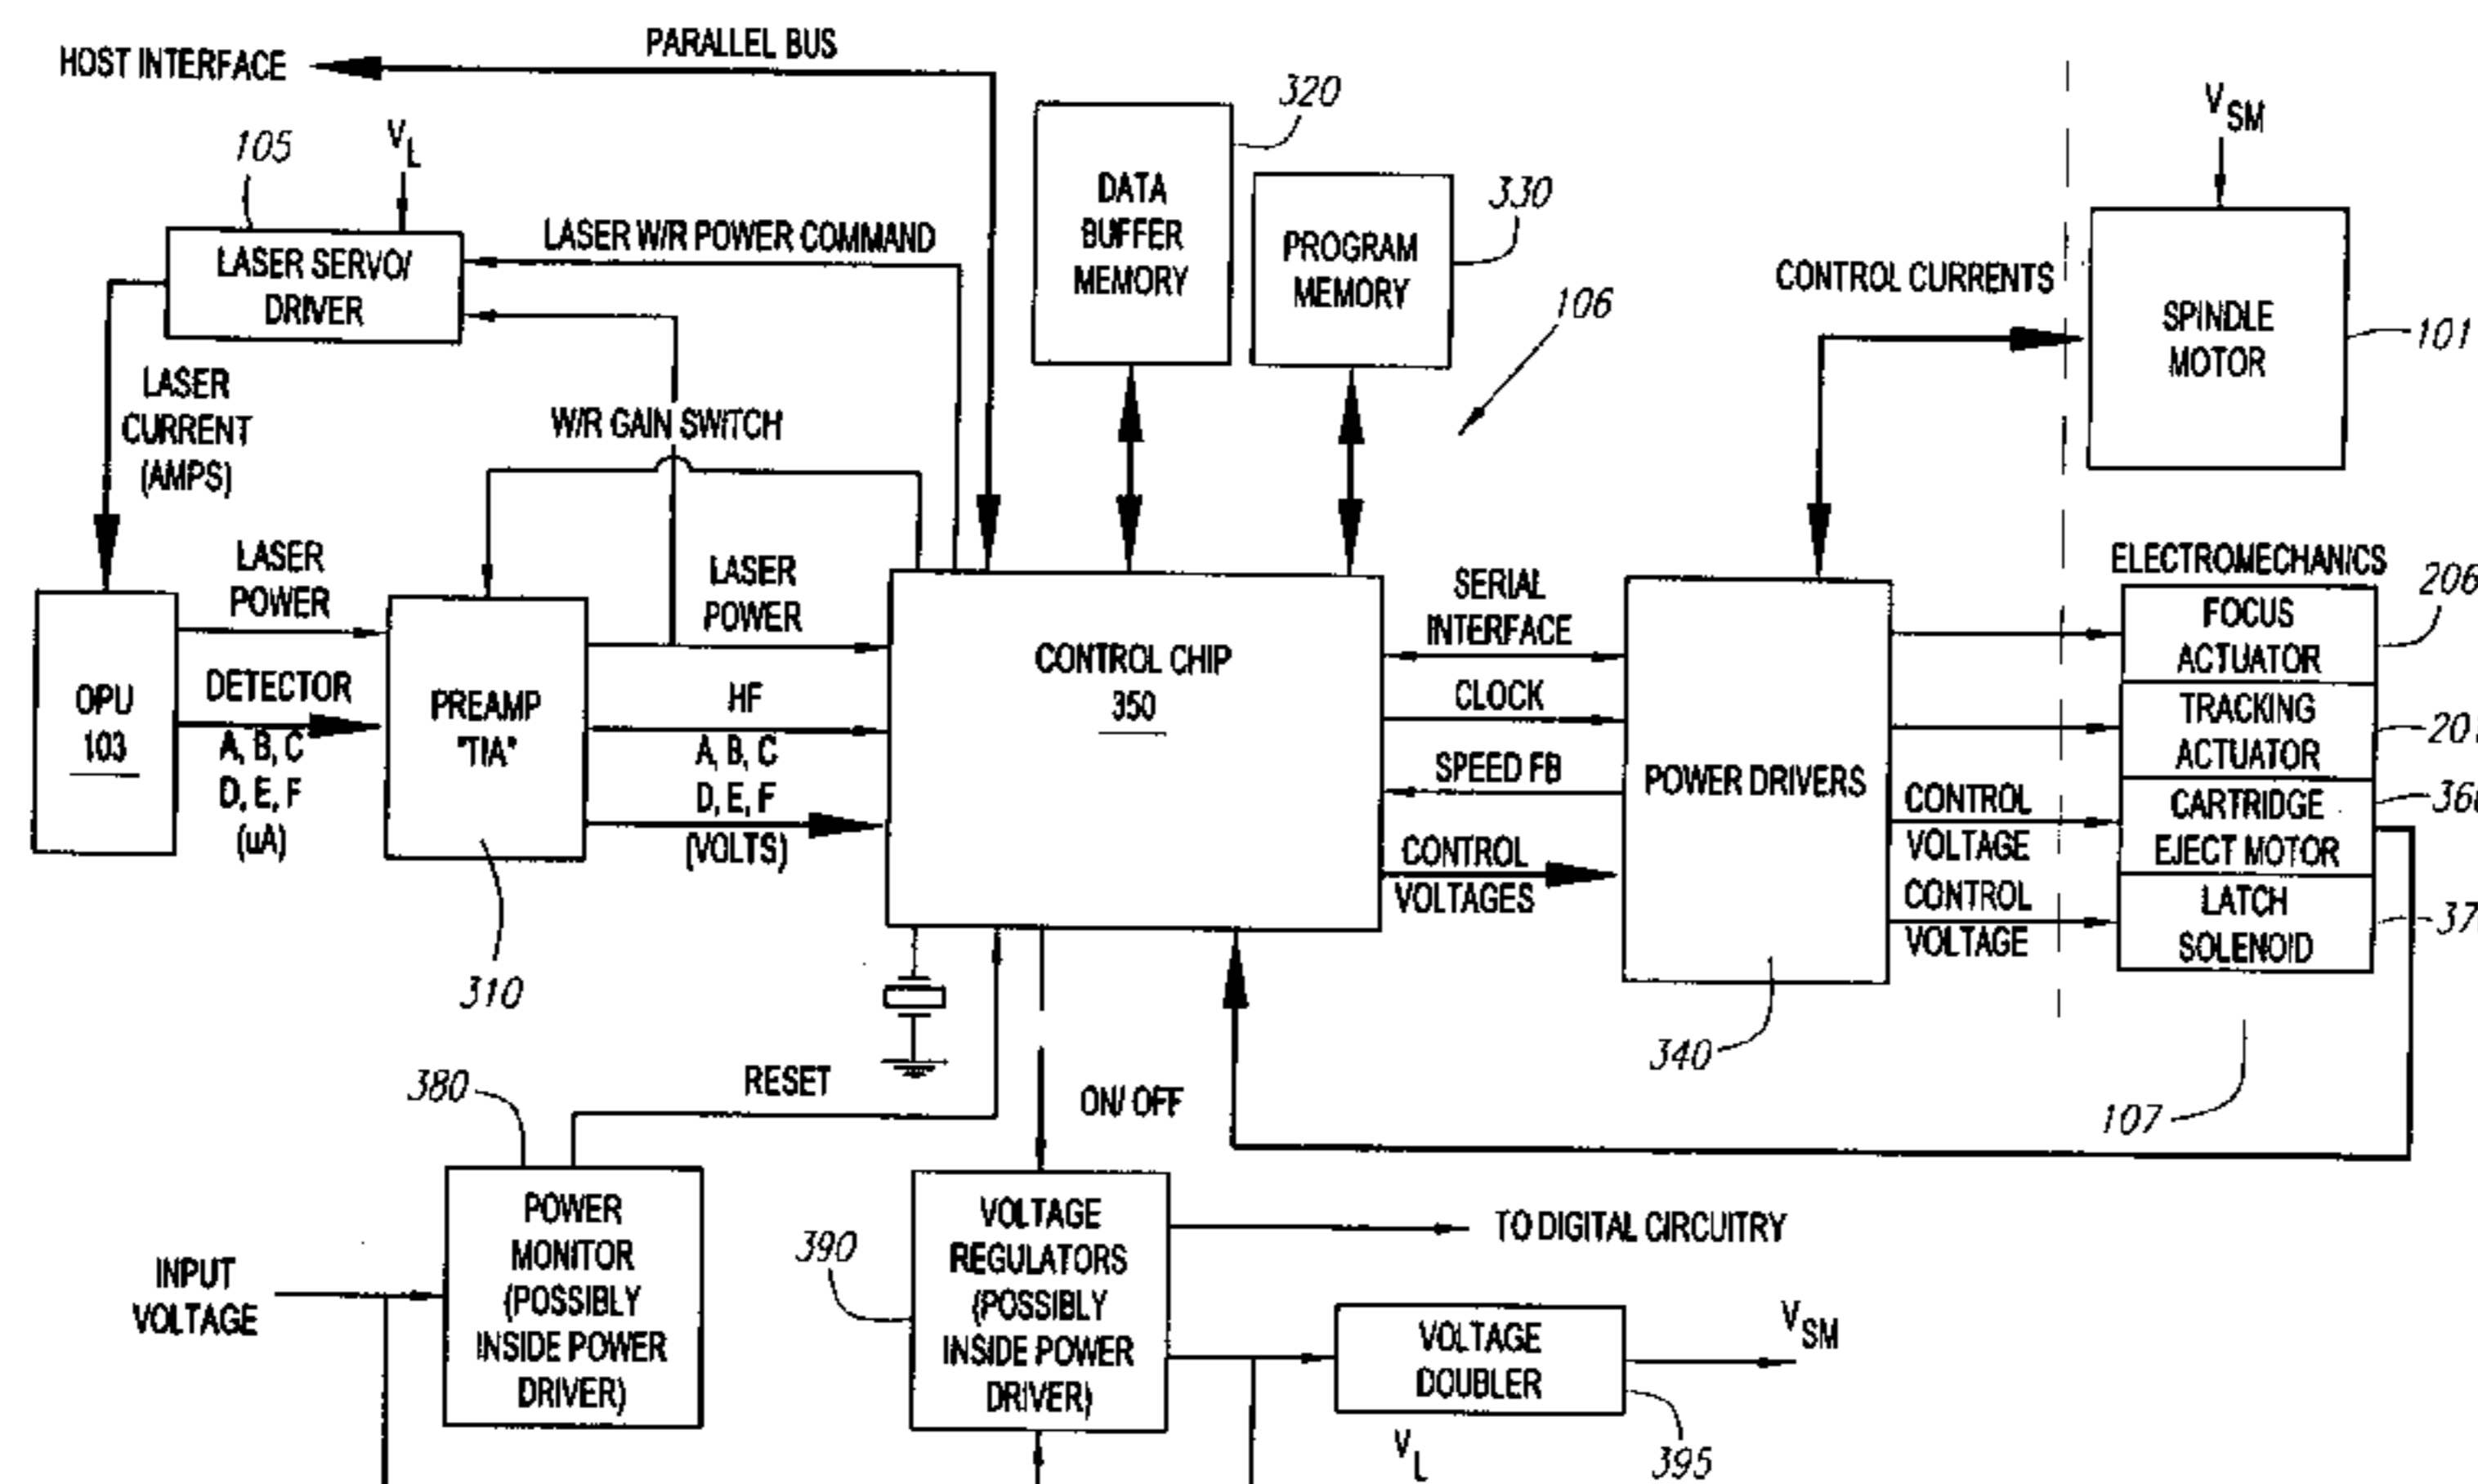 HOST INTERFACE
PARALLEL BUS
320
V_SM
105
V_L
DATA
BUFFER
MEMORY
330
PROGRAM
MEMORY
LASER SERVO/
DRIVER
LASER W/R POWER COMMAND
106
CONTROL CURRENTS
SPINDLE
MOTOR
101
LASER
CURRENT
(AMPS)
W/R GAIN SWITCH
LASER
POWER
LASER
POWER
SERIAL
INTERFACE
ELECTROMECHANICS
206
FOCUS
ACTUATOR
OPU
103
DETECTOR
A, B, C
D, E, F
(uA)
PREAMP
"TIA"
HF
A, B, C
D, E, F
(VOLTS)
CONTROL CHIP
350
CLOCK
SPEED FB
CONTROL
VOLTAGES
POWER DRIVERS
TRACKING
ACTUATOR
CONTROL
VOLTAGE
CARTRIDGE
EJECT MOTOR
CONTROL
VOLTAGE
LATCH
SOLENOID
310
340
107
380
RESET
ON/ OFF
INPUT
VOLTAGE
POWER
MONITOR
(POSSIBLY
INSIDE POWER
DRIVER)
390
VOLTAGE
REGULATORS
(POSSIBLY
INSIDE POWER
DRIVER)
TO DIGITAL CIRCUITRY
VOLTAGE
DOUBLER
V_SM
V_L
395